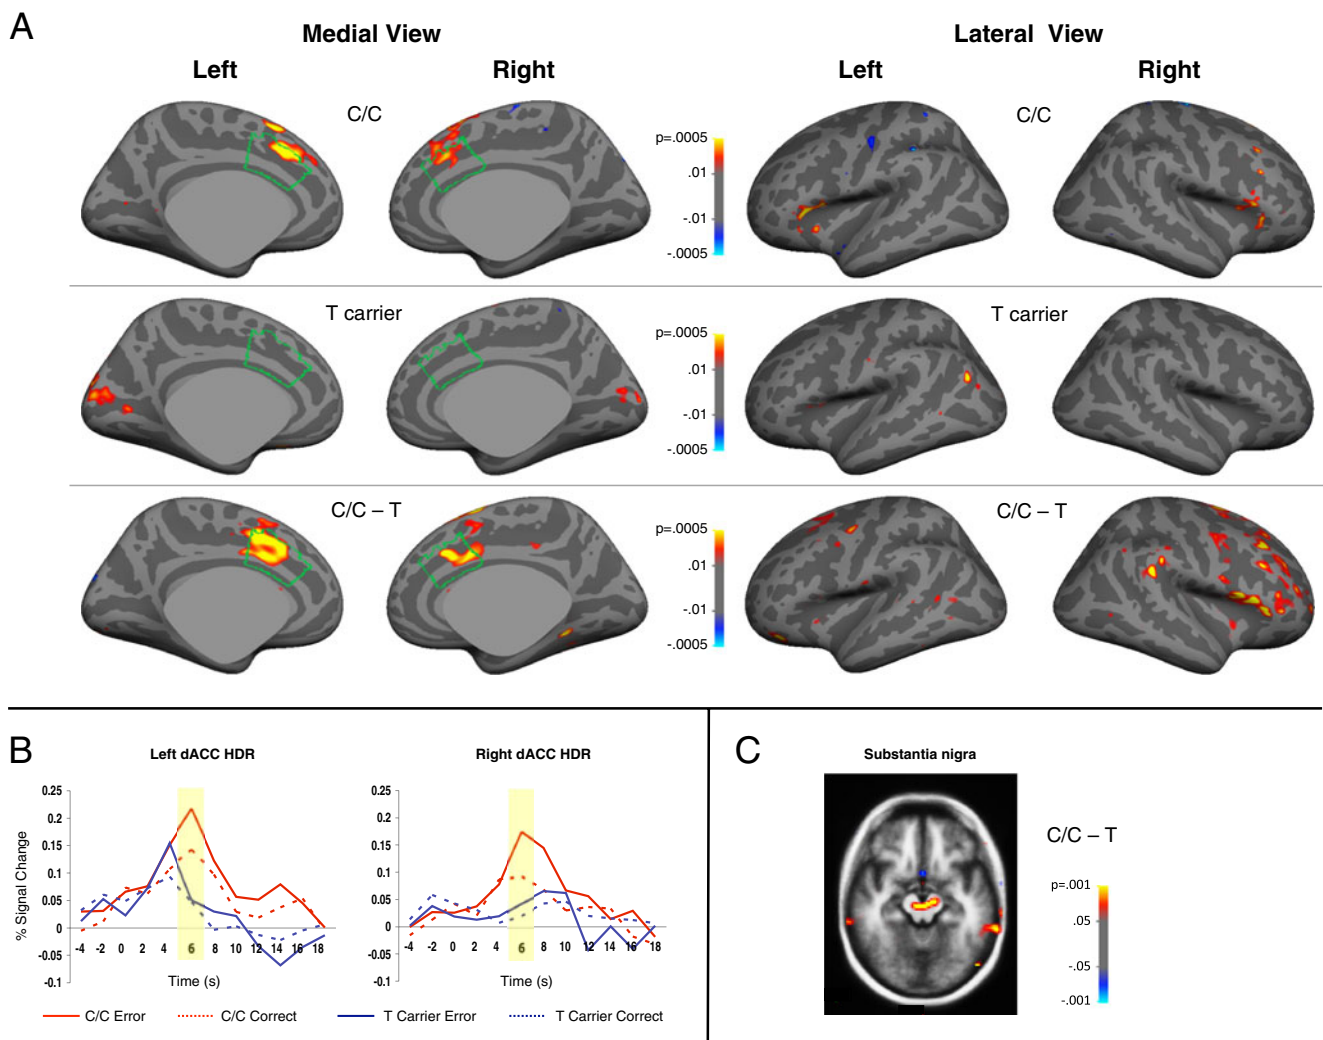 A
Medial View
Lateral View
Left
Right
Left
Right
C/C
C/C
p=.0005
.01
-.01
-.0005
T carrier
T carrier
p=.0005
.01
-.01
-.0005
C/C – T
C/C – T
p=.0005
.01
-.01
-.0005
B
Left dACC HDR
Right dACC HDR
% Signal Change
0.25
0.2
0.15
0.1
0.05
0
-0.05
-0.1
-4 -2 0 2 4 6 8 10 12 14 16 18
Time (s)
0.25
0.2
0.15
0.1
0.05
0
-0.05
-0.1
-4 -2 0 2 4 6 8 10 12 14 16 18
Time (s)
C/C Error
C/C Correct
T Carrier Error
T Carrier Correct
C
Substantia nigra
C/C – T
p=.001
.05
-.05
-.001